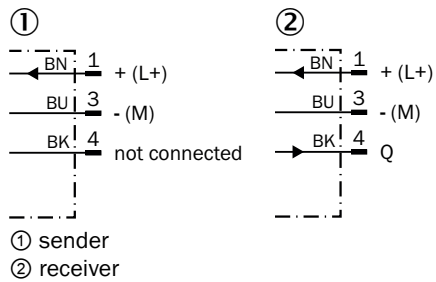 ① ②
BN 1 + (L+) BN 1 + (L+)
BU 3 - (M) BU 3 - (M)
BK 4 not connected BK 4 Q
① sender
② receiver